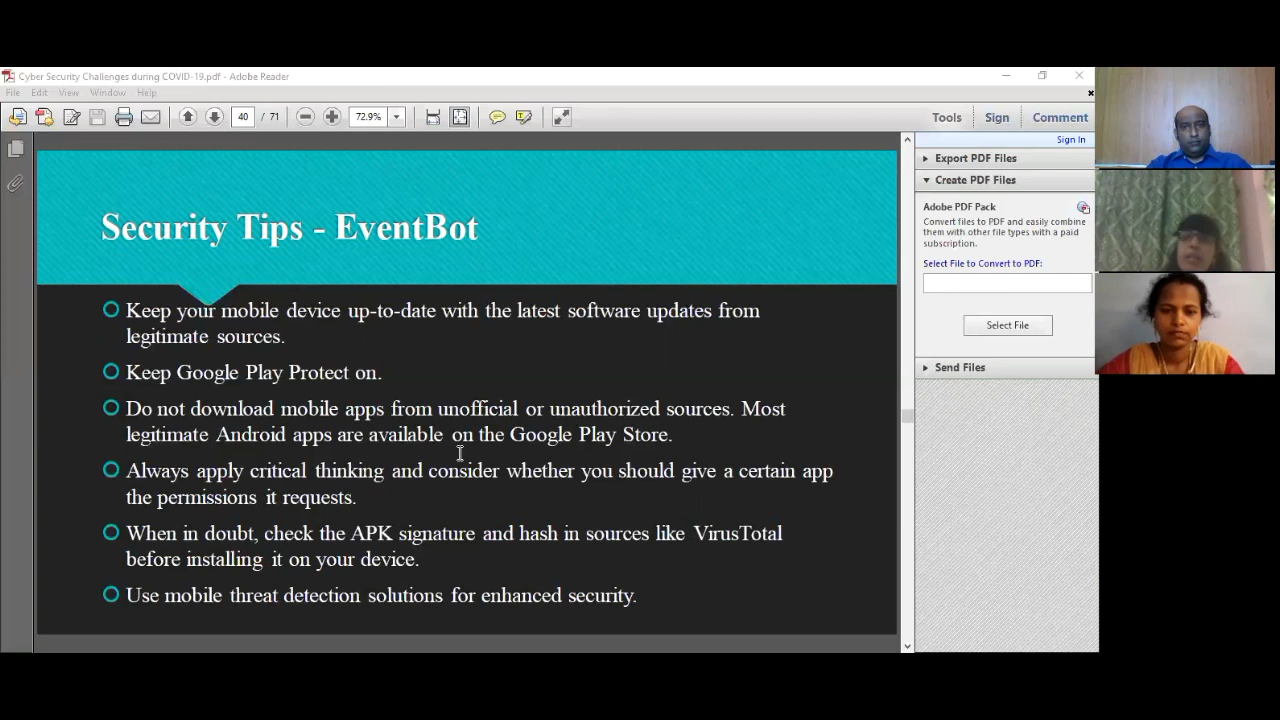 Cyber Security Challenges during COVID-19.pdf - Adobe Reader
File Edit View Window Help
40 / 71 72.9% Tools Sign Comment
Sign In
Export PDF Files
Create PDF Files
Adobe PDF Pack
Convert files to PDF and easily combine
them with other file types with a paid
subscription.
Select File to Convert to PDF:
Select File
Send Files
Security Tips - EventBot
Keep your mobile device up-to-date with the latest software updates from
legitimate sources.
Keep Google Play Protect on.
Do not download mobile apps from unofficial or unauthorized sources. Most
legitimate Android apps are available on the Google Play Store.
Always apply critical thinking and consider whether you should give a certain app
the permissions it requests.
When in doubt, check the APK signature and hash in sources like VirusTotal
before installing it on your device.
Use mobile threat detection solutions for enhanced security.